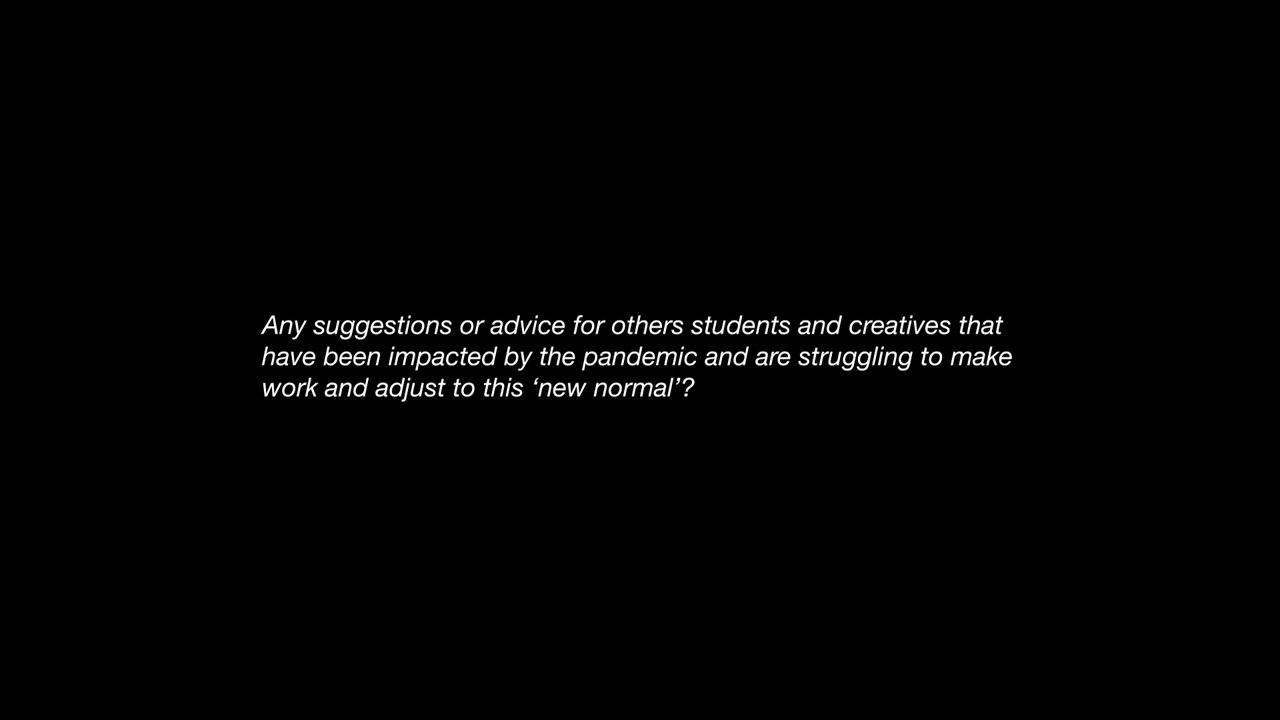 Any suggestions or advice for others students and creatives that
have been impacted by the pandemic and are struggling to make
work and adjust to this ‘new normal’?